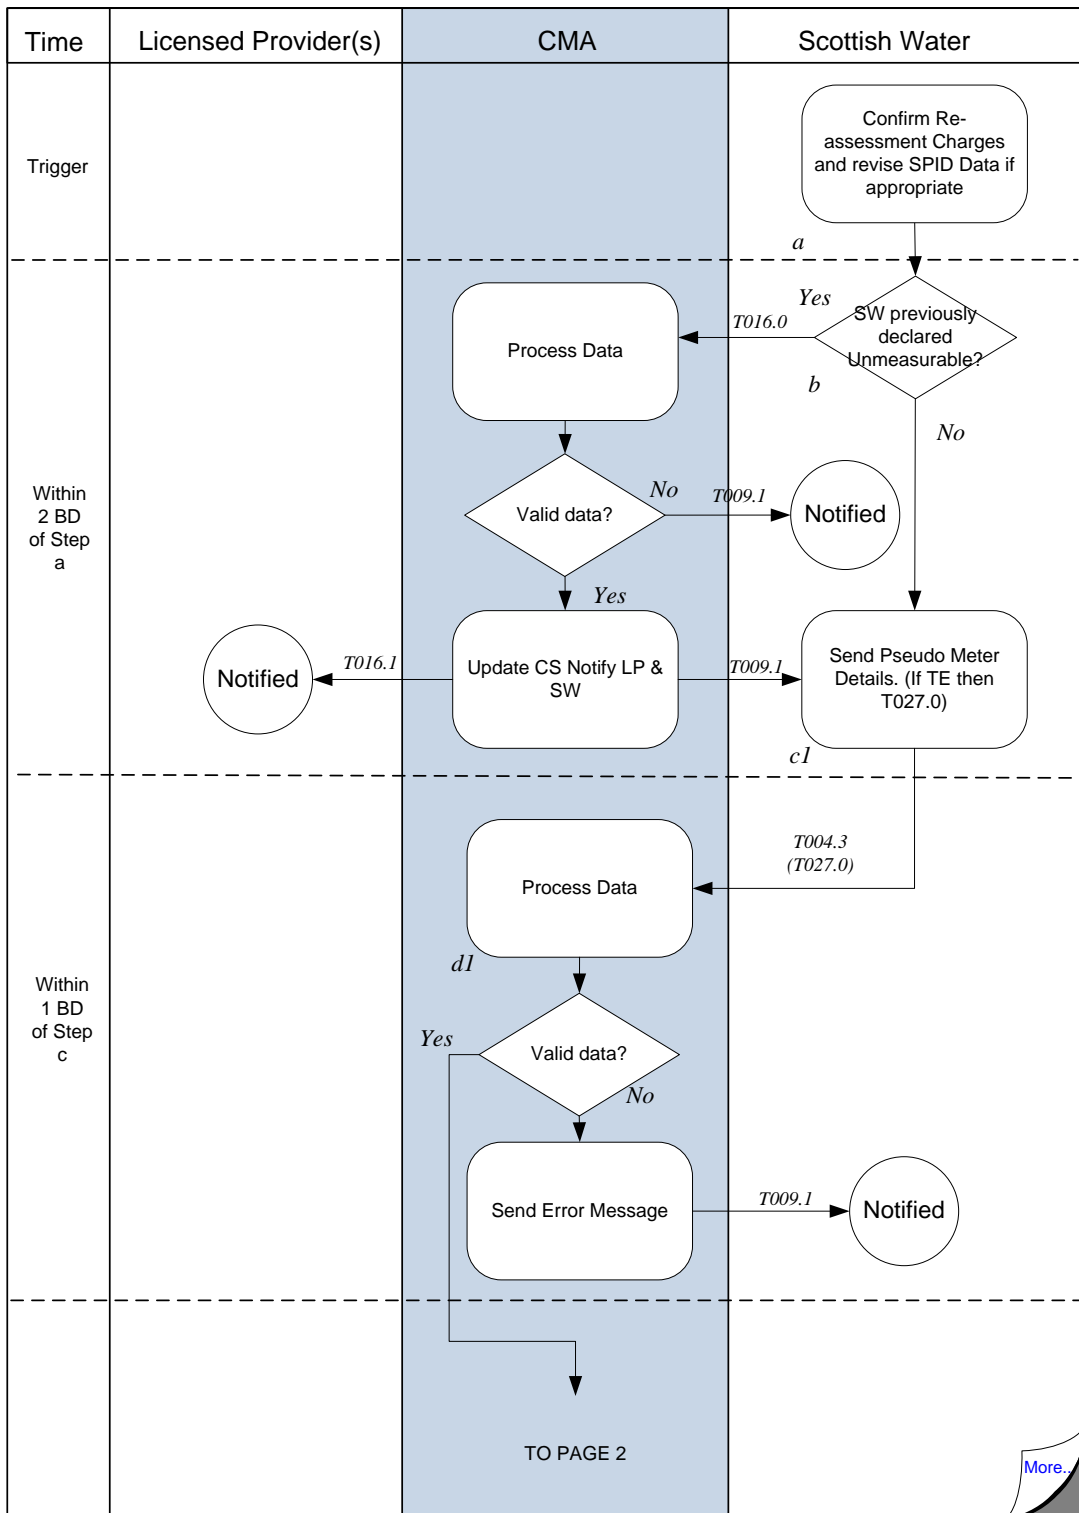 Time
Licensed Provider(s)
CMA
Scottish Water
Trigger
Confirm Re-
assessment Charges
and revise SPID Data if
appropriate
a
Yes
T016.0
SW previously
declared
Unmeasurable?
Process Data
b
No
Within
2 BD
of Step
a
Valid data?
No
T009.1
Notified
Yes
Notified
T016.1
Update CS Notify LP &
SW
T009.1
Send Pseudo Meter
Details. (If TE then
T027.0)
c1
T004.3
(T027.0)
Process Data
d1
Within
1 BD
of Step
c
Yes
Valid data?
No
Send Error Message
T009.1
Notified
TO PAGE 2
More..